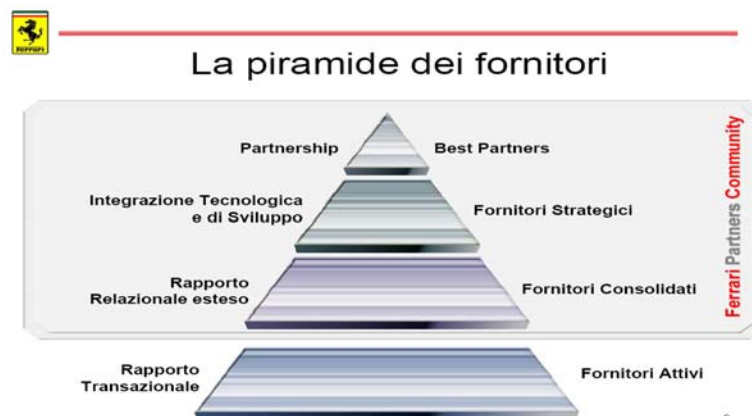 Ferrari
La piramide dei fornitori
Partnership
Best Partners
Integrazione Tecnologica
e di Sviluppo
Fornitori Strategici
Rapporto
Relazionale esteso
Fornitori Consolidati
Ferrari Partners Community
Rapporto
Transazionale
Fornitori Attivi